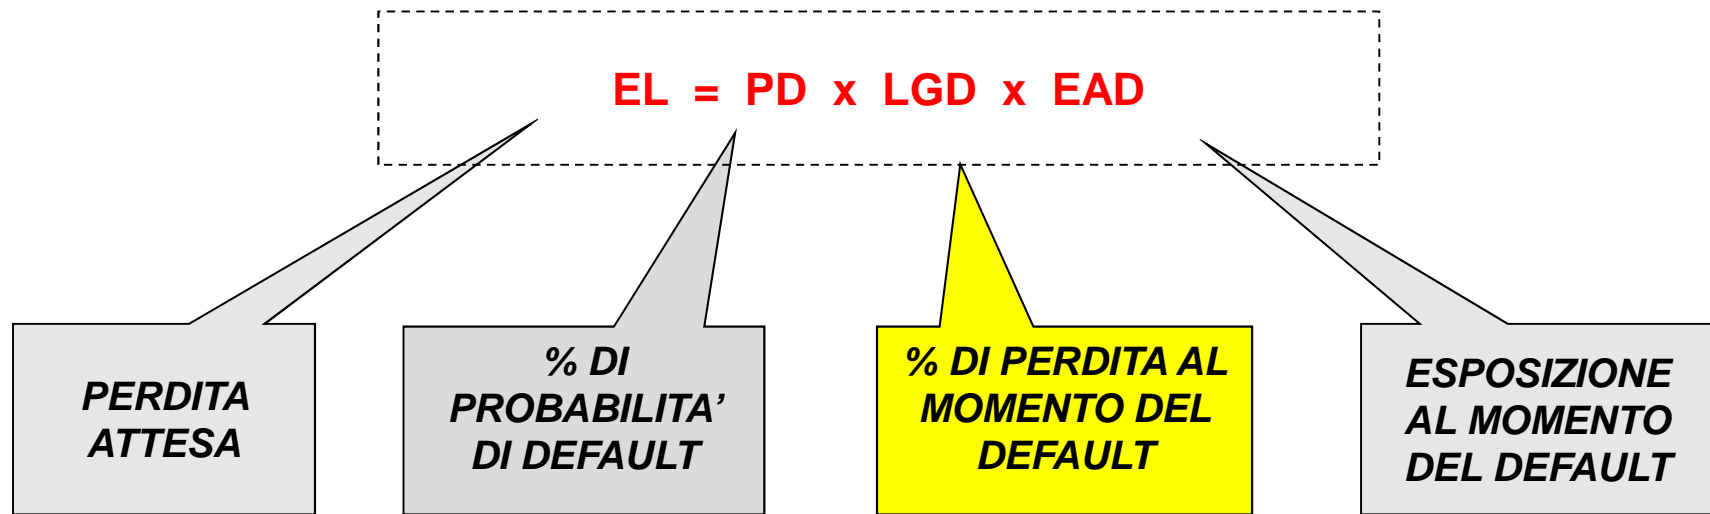 EL = PD x LGD x EAD
PERDITA
ATTESA
% DI
PROBABILITA’
DI DEFAULT
% DI PERDITA AL
MOMENTO DEL
DEFAULT
ESPOSIZIONE
AL MOMENTO
DEL DEFAULT